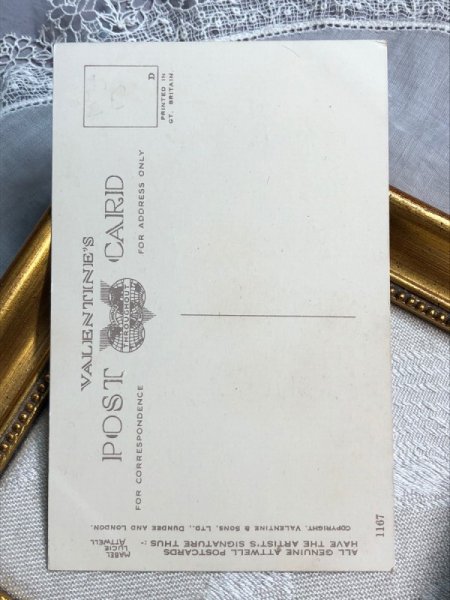 VALENTINE'S
POST CARD
THROUGHOUT
FOR CORRESPONDENCE
FOR ADDRESS ONLY
D
PRINTED IN
GT. BRITAIN
ALL GENUINE ATTWELL POSTCARDS
HAVE THE ARTIST'S SIGNATURE THUS :-
MABEL
LUCIE
ATTWELL
COPYRIGHT. VALENTINE & SONS, LTD., DUNDEE AND LONDON.
1167